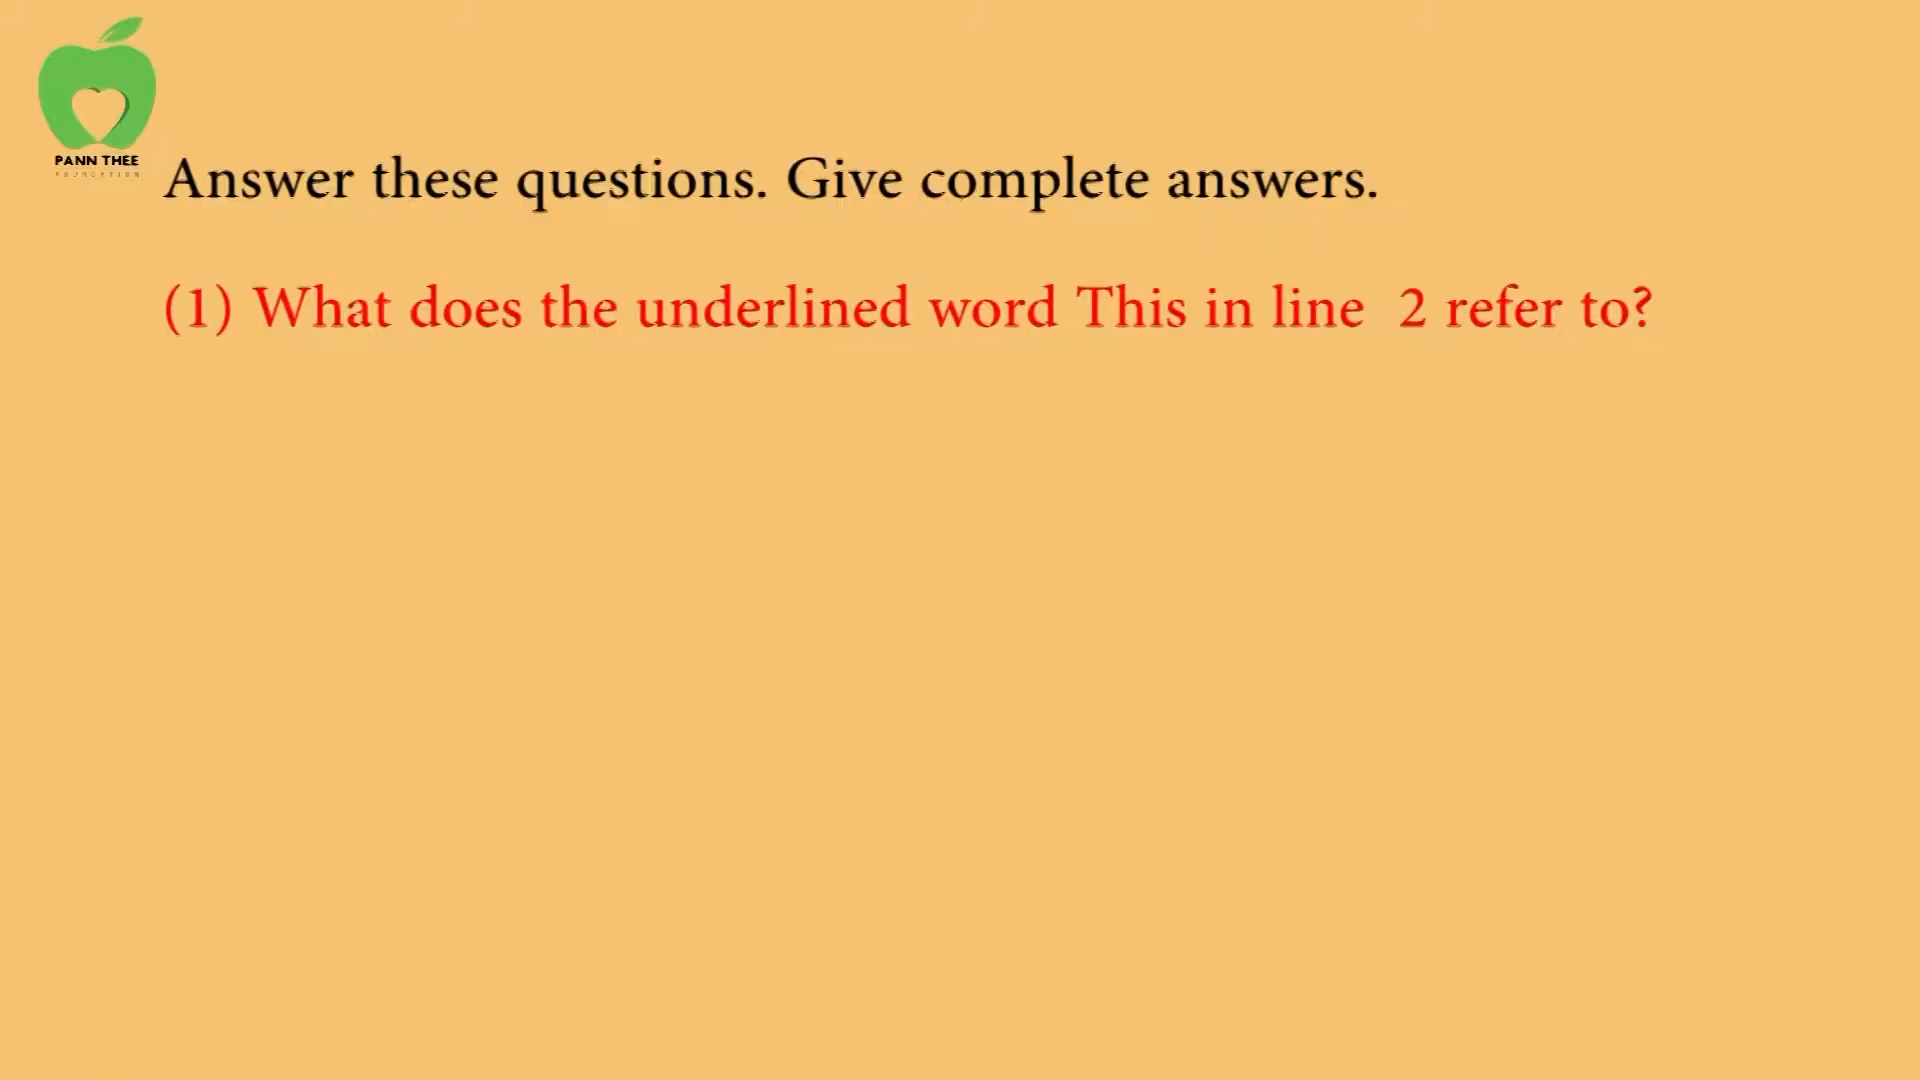 PANN THEE
FOUNDATION
Answer these questions. Give complete answers.
(1) What does the underlined word This in line 2 refer to?